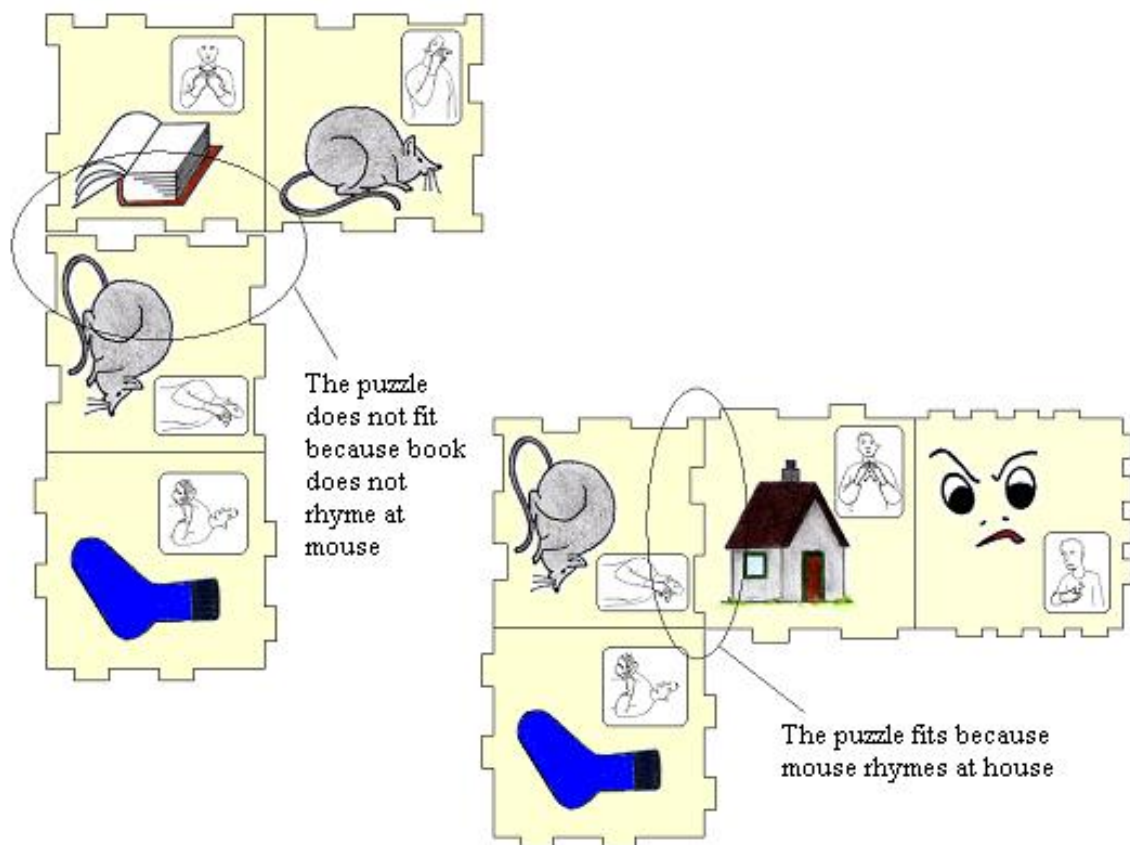 The puzzle
does not fit
because book
does not
rhyme at
mouse
The puzzle fits because
mouse rhymes at house